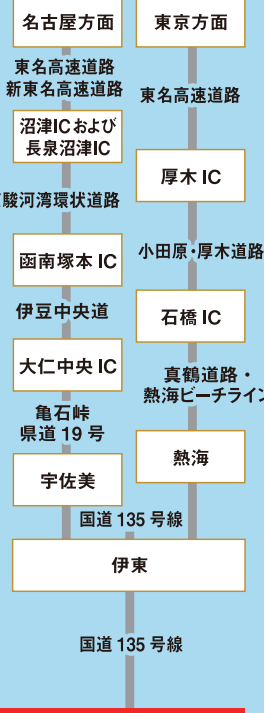 名古屋方面
東名高速道路
新東名高速道路
沼津ICおよび
長泉沼津IC
駿河湾環状道路
函南塚本 IC
伊豆中央道
大仁中央 IC
亀石峠
県道 19 号
宇佐美
東京方面
東名高速道路
厚木 IC
小田原・厚木道路
石橋 IC
真鶴道路・
熱海ビーチライン
熱海
国道 135 号線
伊東
国道 135 号線